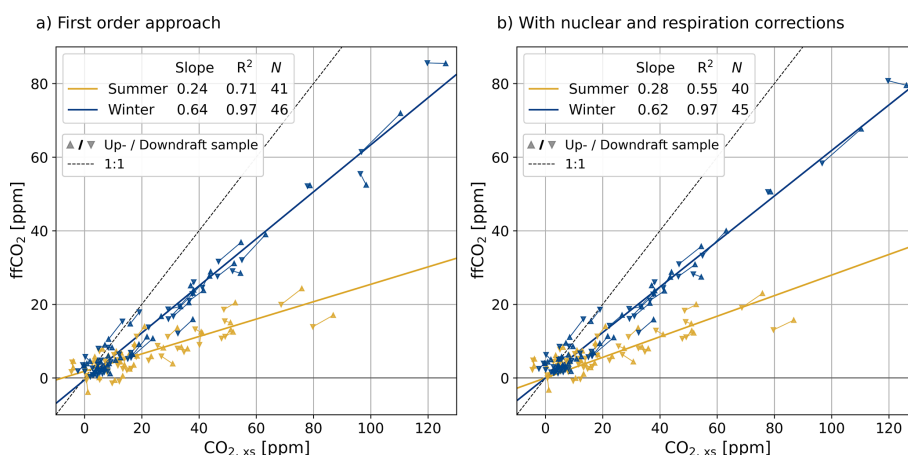 a) First order approach
Slope R² N
Summer 0.24 0.71 41
Winter 0.64 0.97 46
▲ / ▼ Up- / Downdraft sample
1:1
ffCO₂ [ppm]
80
60
40
20
0
0 20 40 60 80 100 120
CO₂, xs [ppm]
b) With nuclear and respiration corrections
Slope R² N
Summer 0.28 0.55 40
Winter 0.62 0.97 45
▲ / ▼ Up- / Downdraft sample
1:1
ffCO₂ [ppm]
80
60
40
20
0
0 20 40 60 80 100 120
CO₂, xs [ppm]